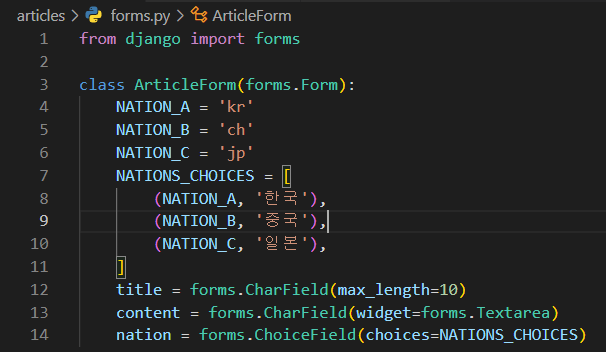 articles > forms.py > ArticleForm
1 from django import forms
2
3 class ArticleForm(forms.Form):
4     NATION_A = 'kr'
5     NATION_B = 'ch'
6     NATION_C = 'jp'
7     NATIONS_CHOICES = [
8         (NATION_A, '한국'),
9         (NATION_B, '중국'),
10         (NATION_C, '일본'),
11     ]
12     title = forms.CharField(max_length=10)
13     content = forms.CharField(widget=forms.Textarea)
14     nation = forms.ChoiceField(choices=NATIONS_CHOICES)